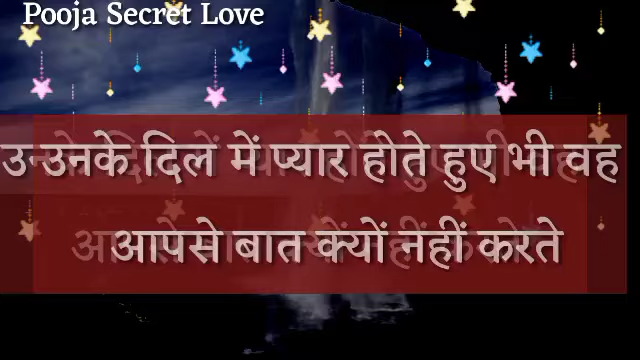 Pooja Secret Love
उनके दिल में प्यार होते हुए भी वह
आपसे बात क्यों नहीं करते